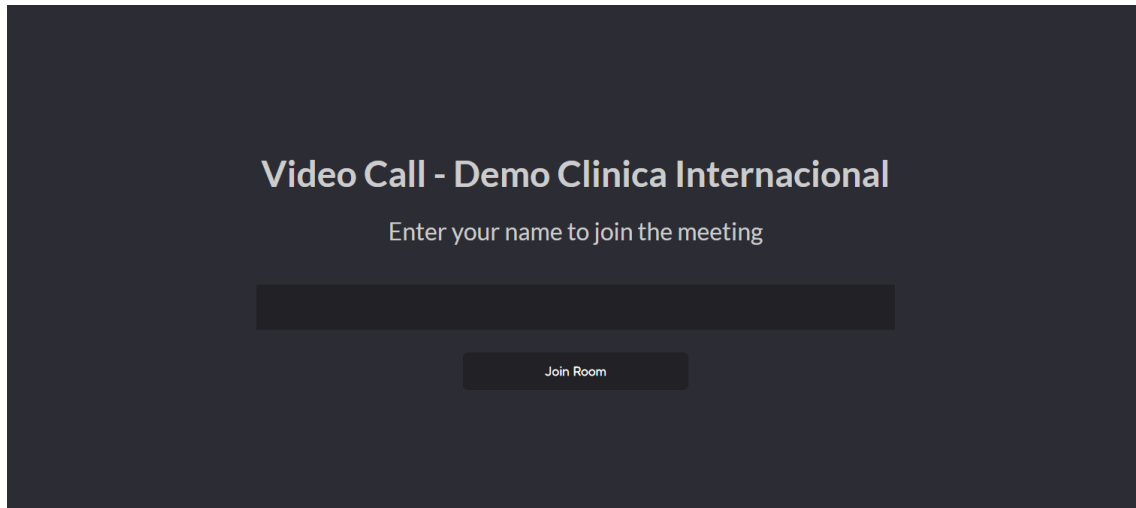 Video Call - Demo Clinica Internacional
Enter your name to join the meeting
Join Room